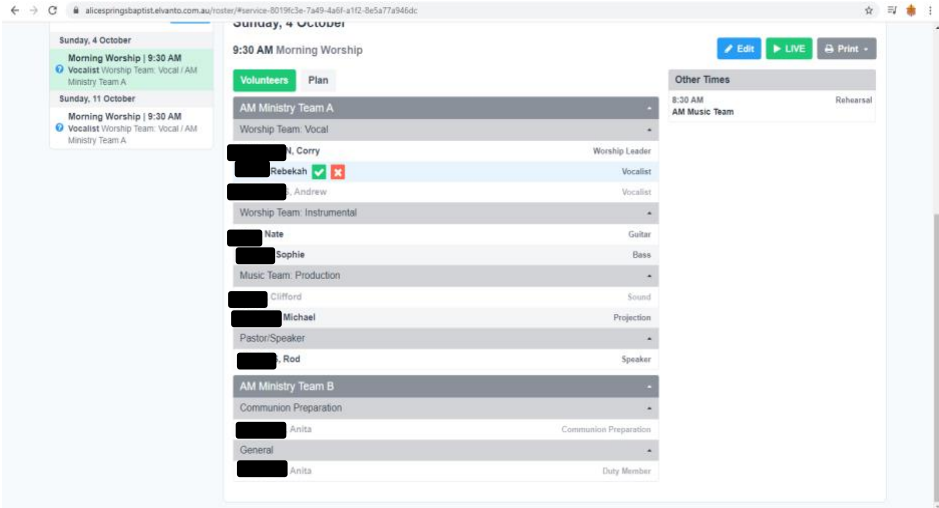 alicespringsbaptist.elvanto.com.au/roster/#service-8019fc3e-7a49-4a6f-a1f2-8e5a77a946dc
Sunday, 4 October
Morning Worship | 9:30 AM
Vocalist Worship Team: Vocal / AM
Ministry Team A
Sunday, 11 October
Morning Worship | 9:30 AM
Vocalist Worship Team: Vocal / AM
Ministry Team A
Sunday, 4 October
9:30 AM Morning Worship
Edit LIVE Print
Volunteers Plan
AM Ministry Team A
Worship Team: Vocal
N, Corry Worship Leader
Rebekah Vocalist
, Andrew Vocalist
Worship Team: Instrumental
Nate Guitar
Sophie Bass
Music Team: Production
Clifford Sound
Michael Projection
Pastor/Speaker
, Rod Speaker
AM Ministry Team B
Communion Preparation
Anita Communion Preparation
General
Anita Duty Member
Other Times
8:30 AM Rehearsal
AM Music Team